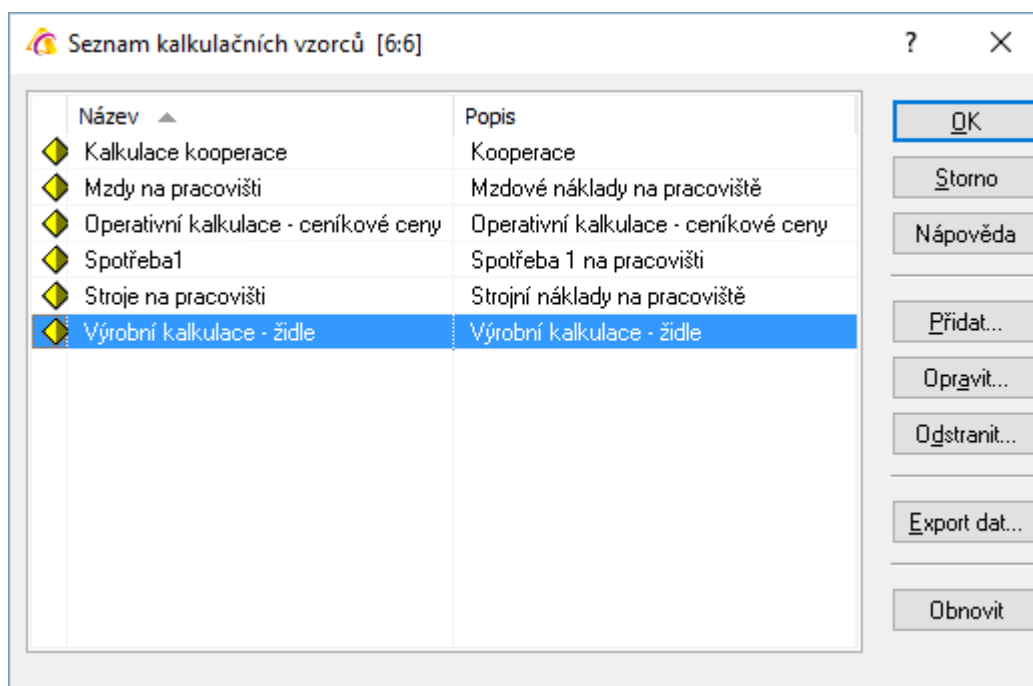 Seznam kalkulačních vzorců [6:6]
?
Název Popis
Kalkulace kooperace Kooperace
Mzdy na pracovišti Mzdové náklady na pracoviště
Operativní kalkulace - ceníkové ceny Operativní kalkulace - ceníkové ceny
Spotřeba1 Spotřeba 1 na pracovišti
Stroje na pracovišti Strojní náklady na pracoviště
Výrobní kalkulace - židle Výrobní kalkulace - židle
OK
Storno
Nápověda
Přidat...
Opravit...
Odstranit...
Export dat...
Obnovit